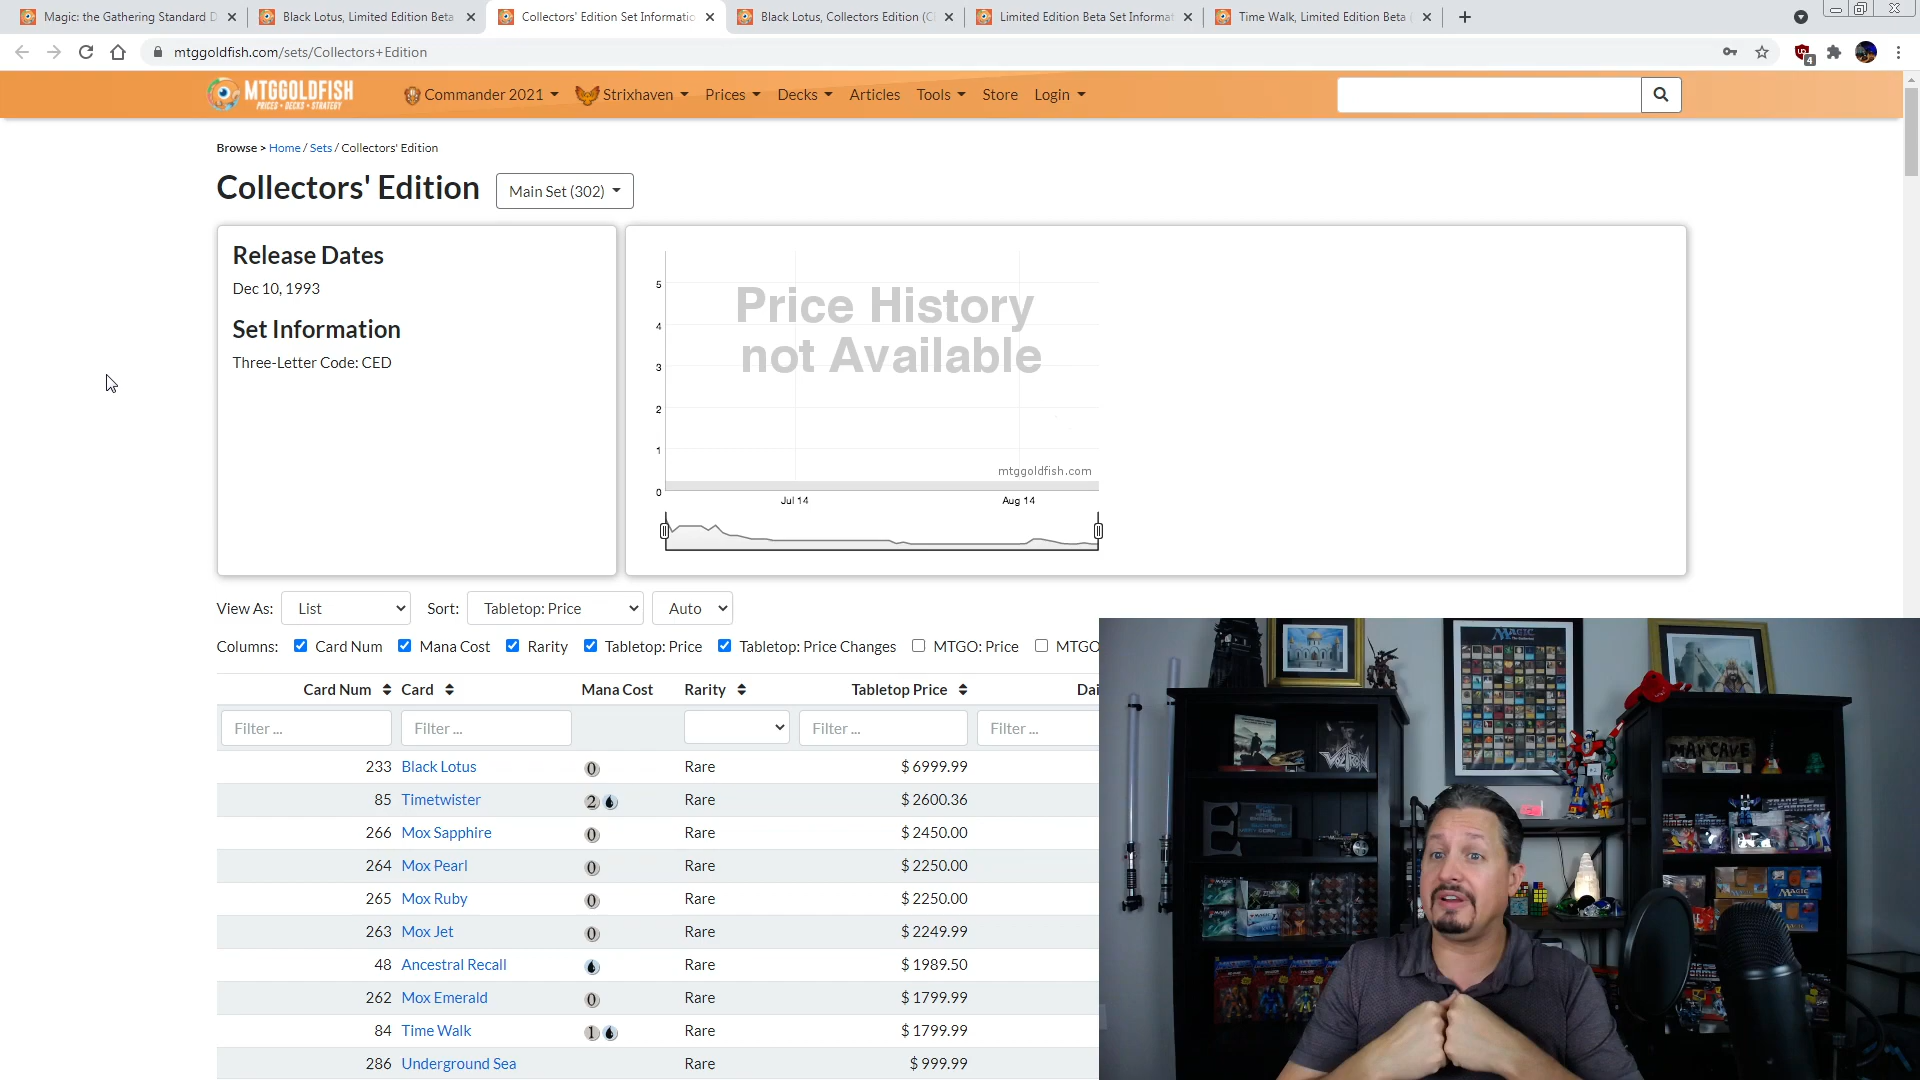 Magic: the Gathering Standard D
Black Lotus, Limited Edition Beta
Collectors' Edition Set Informatio
Black Lotus, Collectors Edition (C
Limited Edition Beta Set Informat
Time Walk, Limited Edition Beta (
mtggoldfish.com/sets/Collectors+Edition
4
MTGGOLDFISH
PRICES • DECKS • STRATEGY
Commander 2021
Strixhaven
Prices
Decks
Articles
Tools
Store
Login
Browse > Home / Sets / Collectors' Edition
Collectors' Edition
Main Set (302)
Release Dates
Dec 10, 1993
Set Information
Three-Letter Code: CED
Price History
not Available
5
4
3
2
1
0
mtggoldfish.com
Jul 14
Aug 14
View As: List Sort: Tabletop: Price Auto
Columns: Card Num Mana Cost Rarity Tabletop: Price Tabletop: Price Changes MTGO: Price MTGO
Card Num Card Mana Cost Rarity Tabletop Price Dai
Filter ... Filter ... Filter ... Filter ...
233 Black Lotus 0 Rare $ 6999.99
85 Timetwister 2 Rare $ 2600.36
266 Mox Sapphire 0 Rare $ 2450.00
264 Mox Pearl 0 Rare $ 2250.00
265 Mox Ruby 0 Rare $ 2250.00
263 Mox Jet 0 Rare $ 2249.99
48 Ancestral Recall Rare $ 1989.50
262 Mox Emerald 0 Rare $ 1799.99
84 Time Walk 1 Rare $ 1799.99
286 Underground Sea Rare $ 999.99
MAGIC
VOLTRON
MAN CAVE
MAGIC